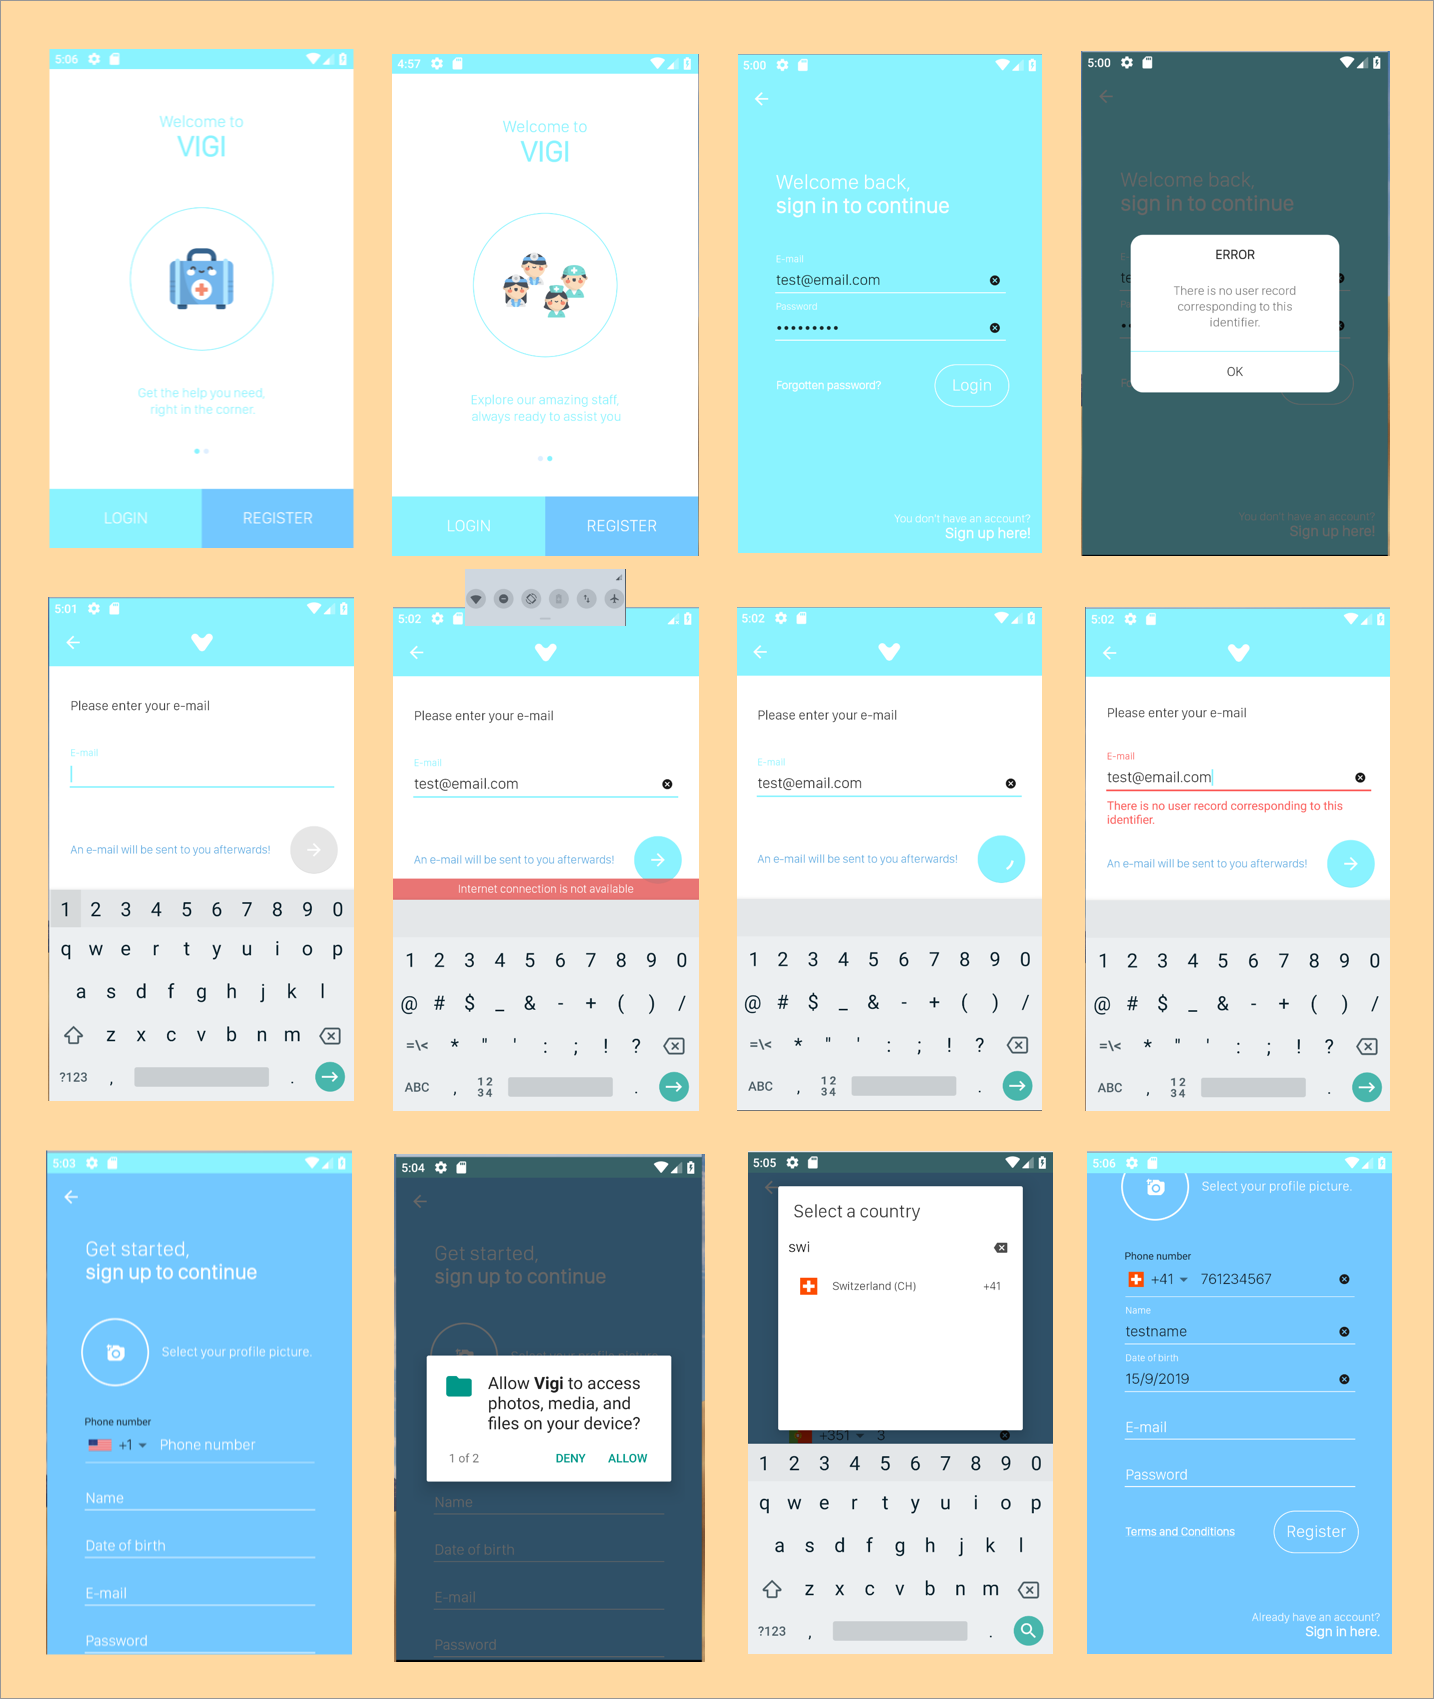 5:06
Welcome to
VIGI
Get the help you need,
right in the corner.
LOGIN
REGISTER
4:57
Welcome to
VIGI
Explore our amazing staff,
always ready to assist you
LOGIN
REGISTER
5:00
Welcome back,
sign in to continue
E-mail
test@email.com
Password
Forgotten password?
Login
You don't have an account?
Sign up here!
5:00
Welcome back,
sign in to continue
ERROR
There is no user record
corresponding to this
identifier.
OK
You don't have an account?
Sign up here!
5:01
Please enter your e-mail
E-mail
An e-mail will be sent to you afterwards!
1 2 3 4 5 6 7 8 9 0
q w e r t y u i o p
a s d f g h j k l
z x c v b n m
?123 , .
5:02
Please enter your e-mail
E-mail
test@email.com
An e-mail will be sent to you afterwards!
Internet connection is not available
1 2 3 4 5 6 7 8 9 0
@ # $ _ & - + ( ) /
=\< * " ' : ; ! ?
ABC , 12 34 .
5:02
Please enter your e-mail
E-mail
test@email.com
An e-mail will be sent to you afterwards!
1 2 3 4 5 6 7 8 9 0
@ # $ _ & - + ( ) /
=\< * " ' : ; ! ?
ABC , 12 34 .
5:02
Please enter your e-mail
E-mail
test@email.com
There is no user record corresponding to this
identifier.
An e-mail will be sent to you afterwards!
1 2 3 4 5 6 7 8 9 0
@ # $ _ & - + ( ) /
=\< * " ' : ; ! ?
ABC , 12 34 .
5:03
Get started,
sign up to continue
Select your profile picture.
Phone number
+1 Phone number
Name
Date of birth
E-mail
Password
5:04
Get started,
sign up to continue
Select your profile picture.
Allow Vigi to access
photos, media, and
files on your device?
1 of 2
DENY
ALLOW
Name
Date of birth
E-mail
Password
5:05
Select a country
swi
Switzerland (CH) +41
+351 3
1 2 3 4 5 6 7 8 9 0
q w e r t y u i o p
a s d f g h j k l
z x c v b n m
?123 , .
5:06
Select your profile picture.
Phone number
+41 761234567
Name
testname
Date of birth
15/9/2019
E-mail
Password
Terms and Conditions
Register
Already have an account?
Sign in here.